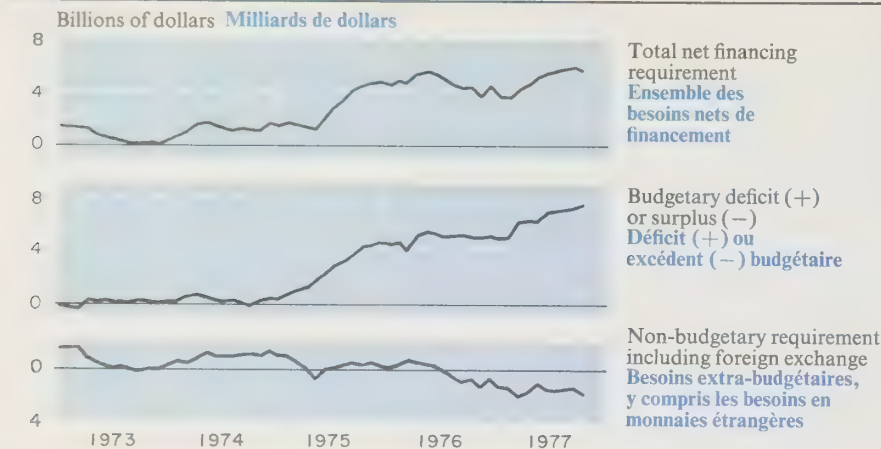 Billions of dollars Milliards de dollars
8
4
0
Total net financing
requirement
Ensemble des
besoins nets de
financement
8
4
0
Budgetary deficit (+)
or surplus (−)
Déficit (+) ou
excédent (−) budgétaire
0
4
Non-budgetary requirement
including foreign exchange
Besoins extra-budgétaires,
y compris les besoins en
monnaies étrangères
1973 1974 1975 1976 1977